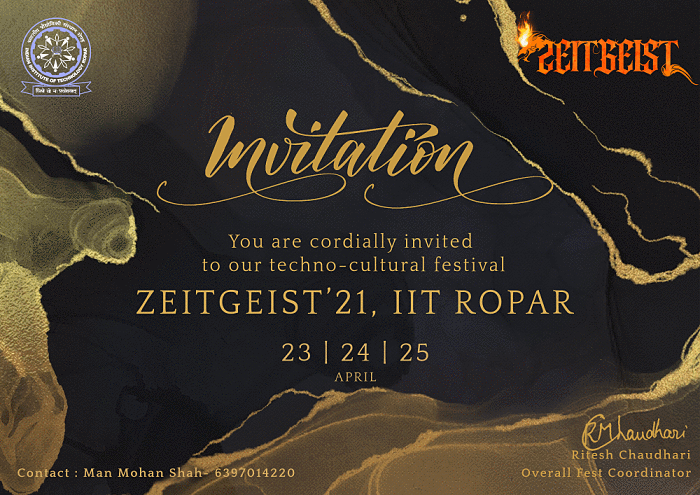 ZEITGEIST
Invitation
You are cordially invited
to our techno-cultural festival
ZEITGEIST'21, IIT ROPAR
23 | 24 | 25
APRIL
RMChaudhari
Ritesh Chaudhari
Overall Fest Coordinator
Contact : Man Mohan Shah- 6397014220